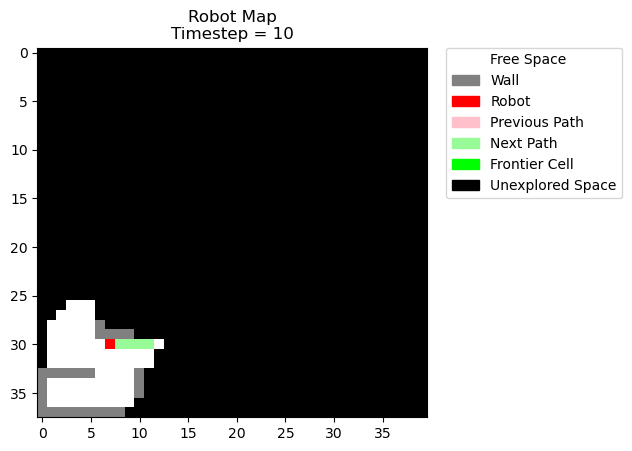 Robot Map
Timestep = 10
Free Space
Wall
Robot
Previous Path
Next Path
Frontier Cell
Unexplored Space
0
5
10
15
20
25
30
35
0 5 10 15 20 25 30 35